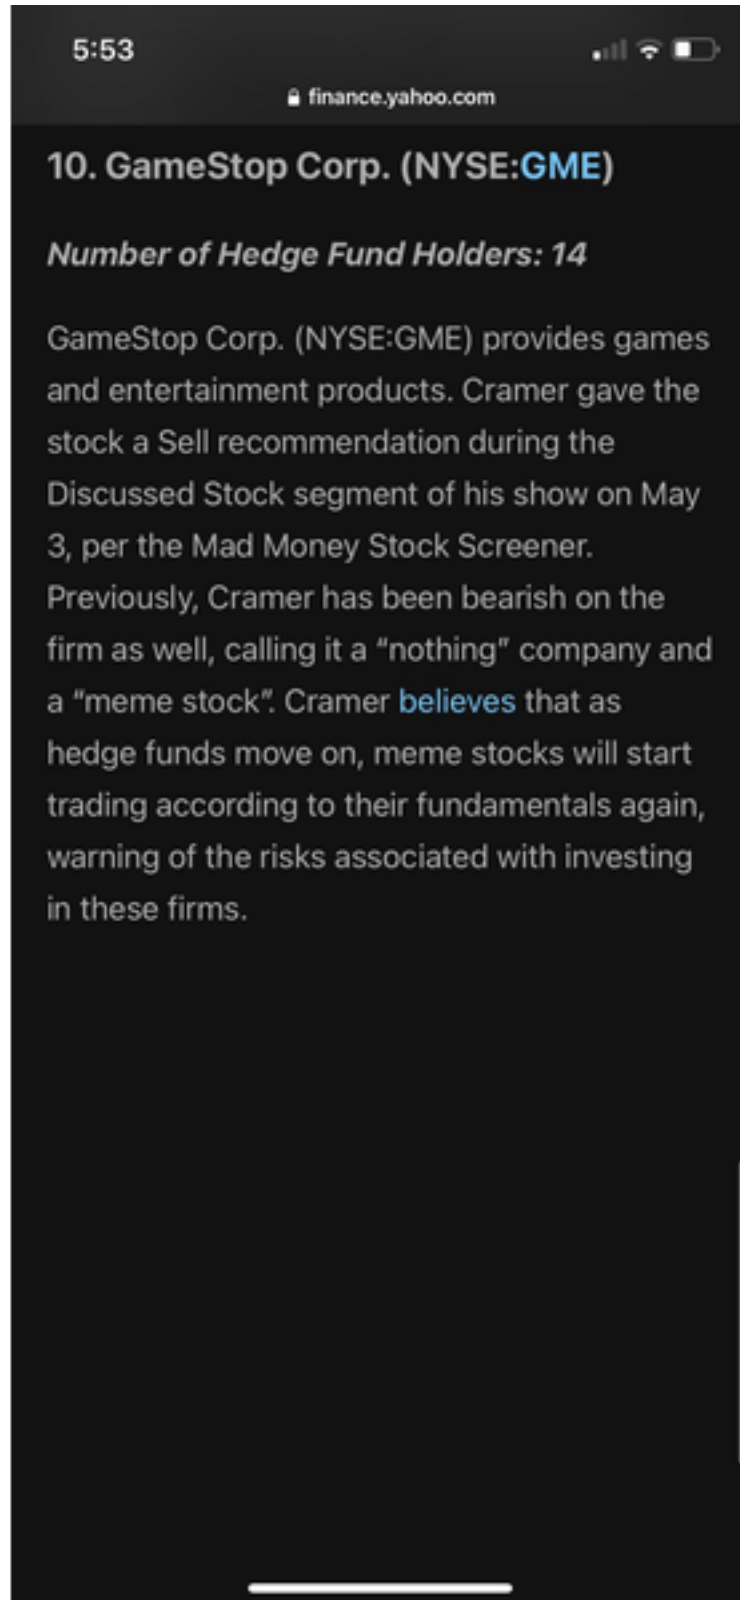 5:53
finance.yahoo.com
10. GameStop Corp. (NYSE:GME)
Number of Hedge Fund Holders: 14
GameStop Corp. (NYSE:GME) provides games
and entertainment products. Cramer gave the
stock a Sell recommendation during the
Discussed Stock segment of his show on May
3, per the Mad Money Stock Screener.
Previously, Cramer has been bearish on the
firm as well, calling it a “nothing” company and
a “meme stock”. Cramer believes that as
hedge funds move on, meme stocks will start
trading according to their fundamentals again,
warning of the risks associated with investing
in these firms.